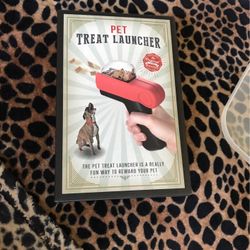 PET
TREAT LAUNCHER
THE PET TREAT LAUNCHER IS A REALLY
FUN WAY TO REWARD YOUR PET